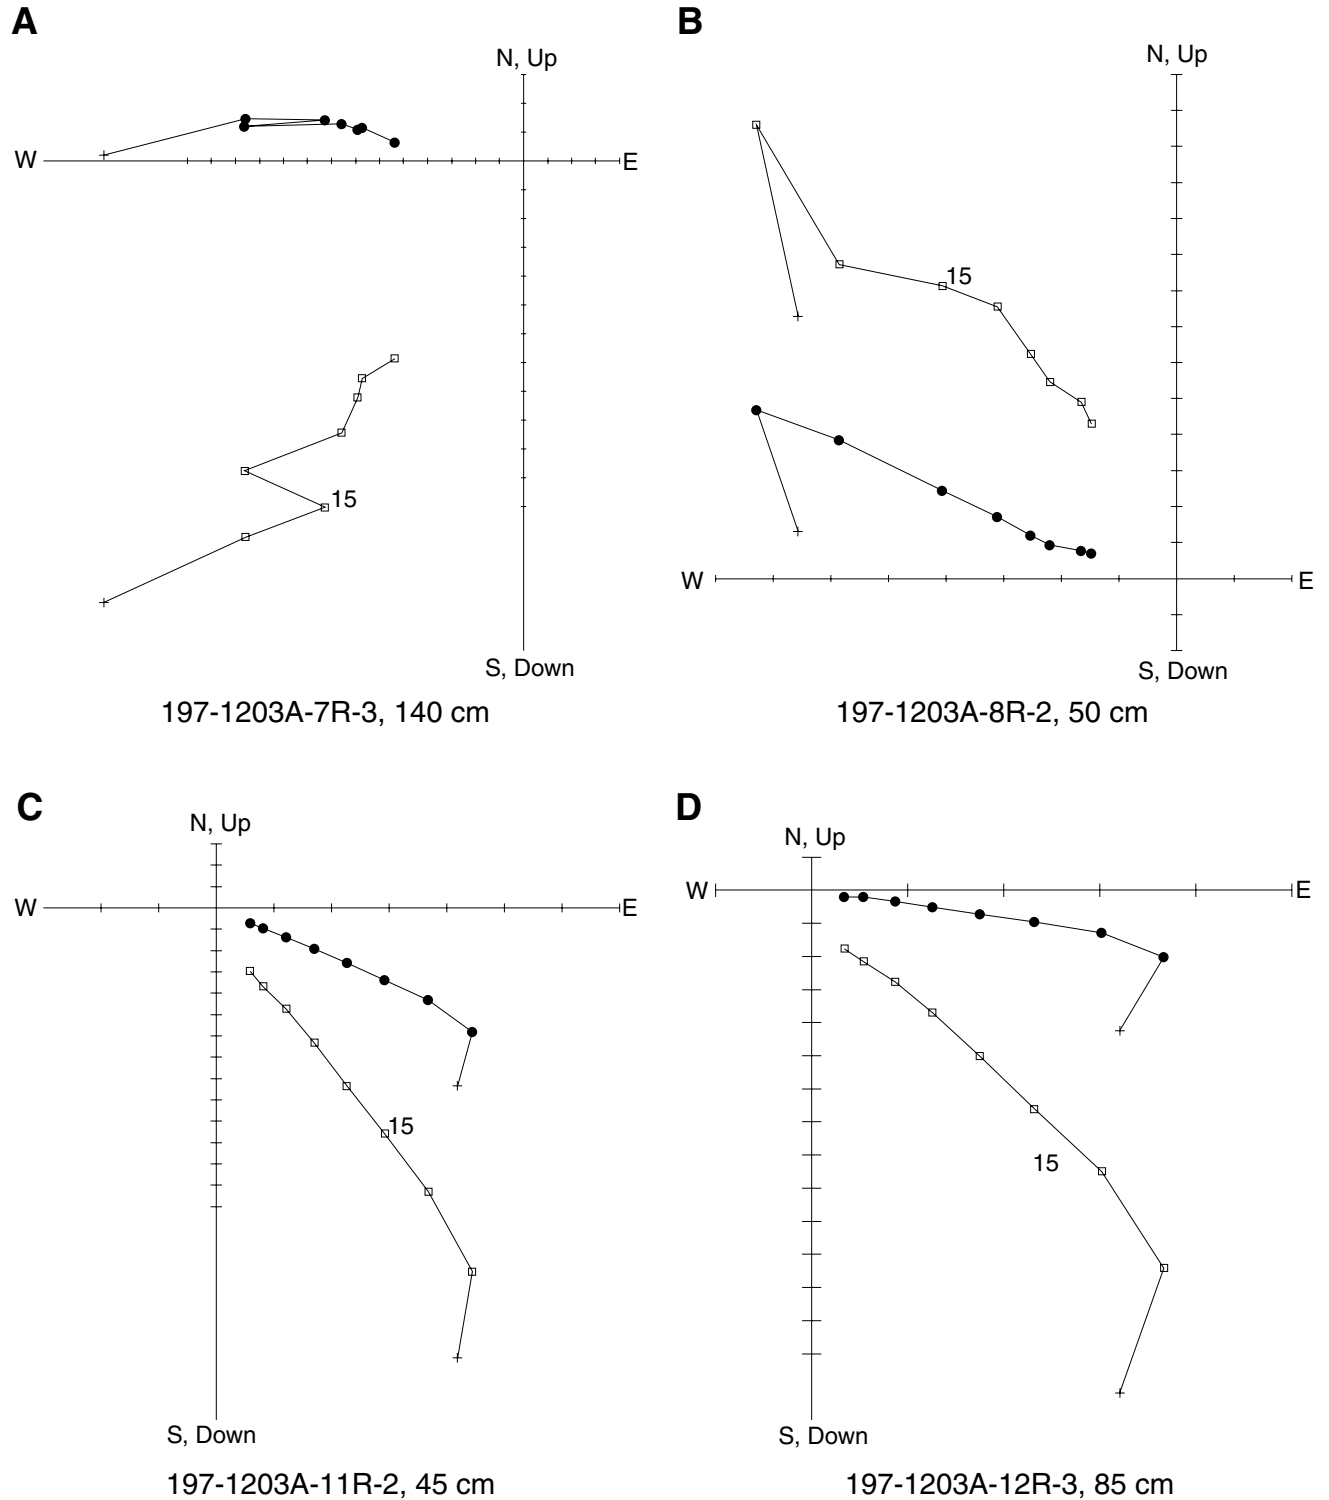 A
N, Up
W
E
15
S, Down
197-1203A-7R-3, 140 cm
B
N, Up
15
W
E
S, Down
197-1203A-8R-2, 50 cm
C
N, Up
W
E
15
S, Down
197-1203A-11R-2, 45 cm
D
N, Up
W
E
15
S, Down
197-1203A-12R-3, 85 cm